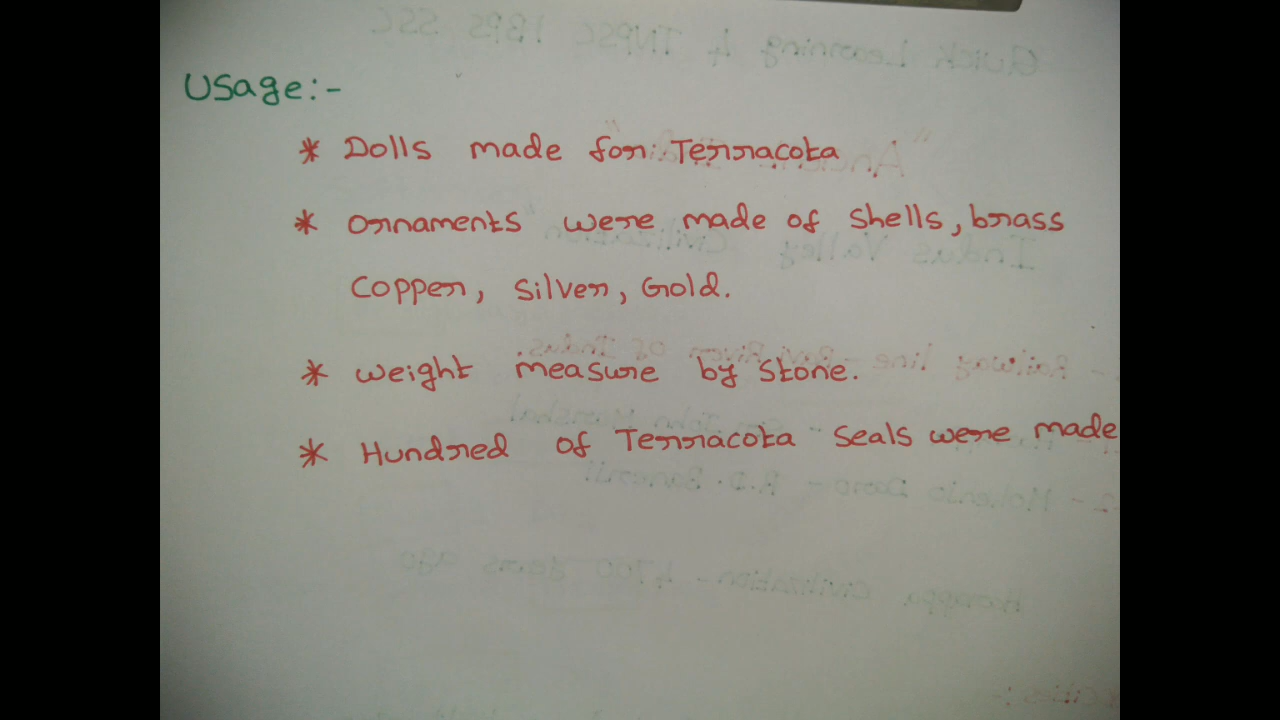 Usage:-
* Dolls made for Terracota
* Ornaments were made of shells, brass
Copper, Silver, Gold.
* Weight measure by Stone.
* Hundred of Terracota Seals were made